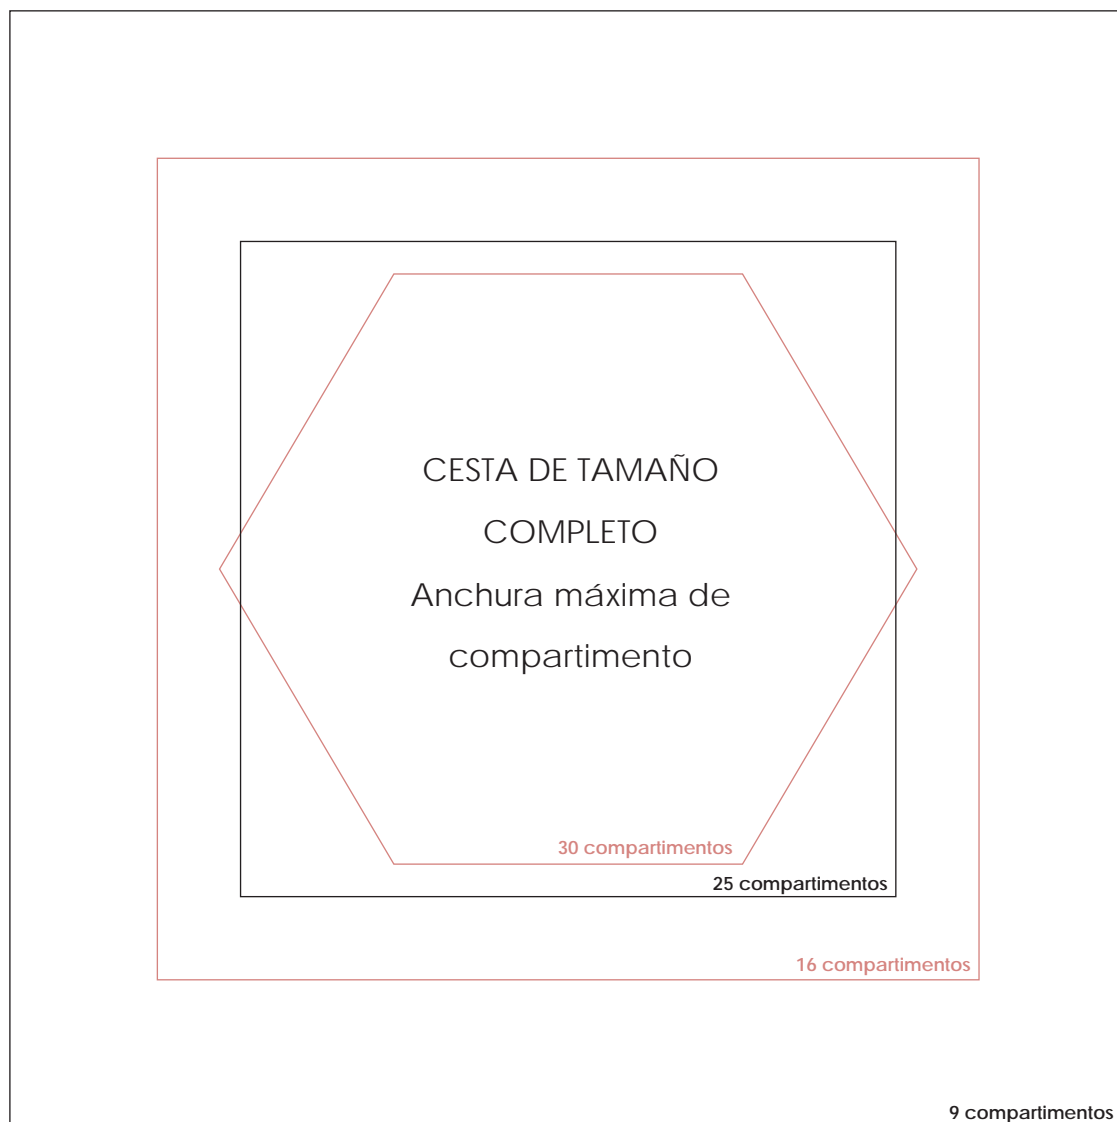 CESTA DE TAMAÑO
COMPLETO
Anchura máxima de
compartimento
30 compartimentos
25 compartimentos
16 compartimentos
9 compartimentos